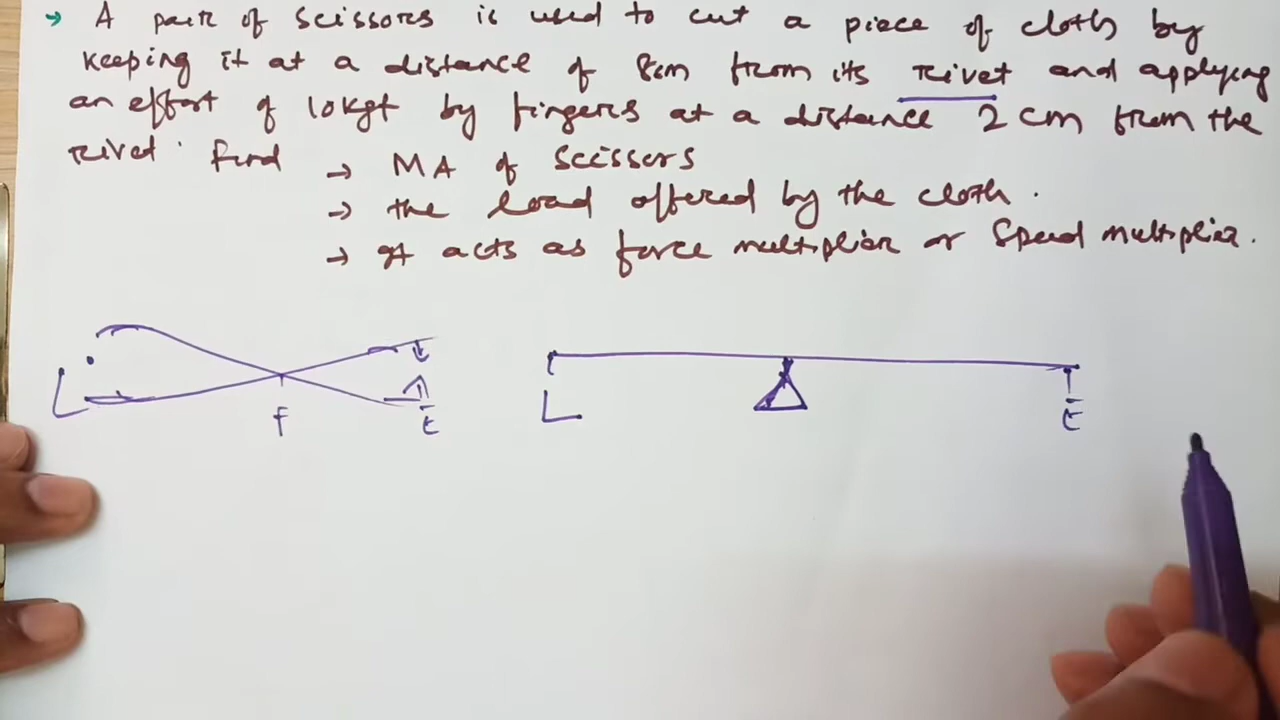 → A pair of scissors is used to cut a piece of cloth by
keeping it at a distance of 8cm from its rivet and applying
an effort of 10kgf by fingers at a distance 2 cm from the
rivet. find → MA of scissors
→ the load offered by the cloth.
→ It acts as force multiplier or speed multiplier.
L f E L E